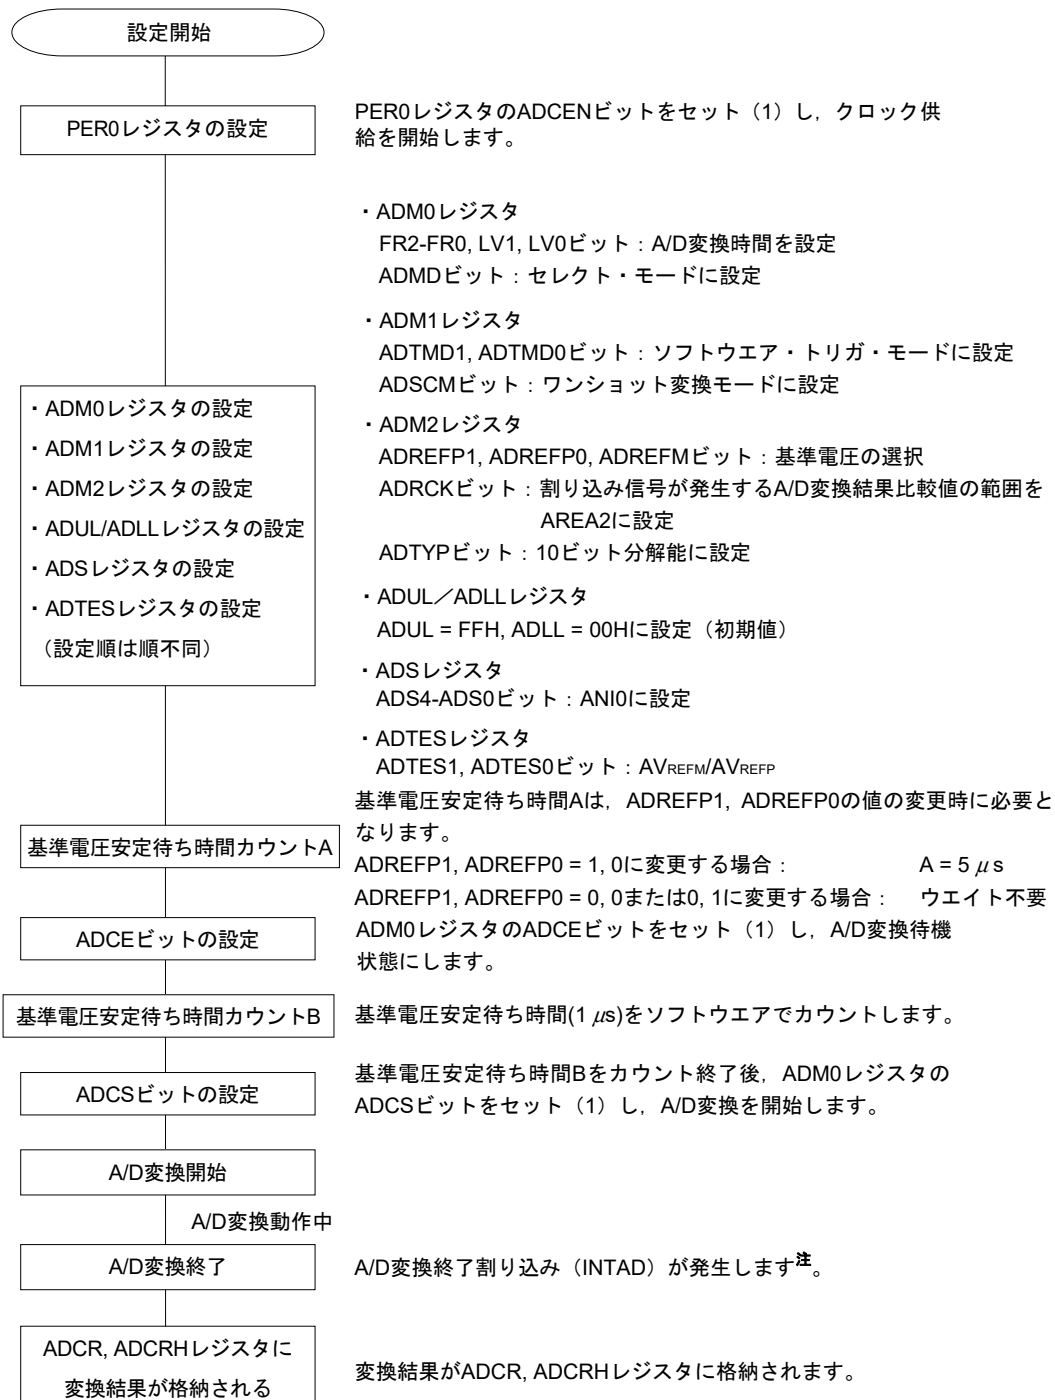 設定開始
PER0レジスタの設定
PER0レジスタのADCENビットをセット（1）し，クロック供
給を開始します。
・ADM0レジスタの設定
・ADM1レジスタの設定
・ADM2レジスタの設定
・ADUL/ADLLレジスタの設定
・ADSレジスタの設定
・ADTESレジスタの設定
（設定順は順不同）
・ADM0レジスタ
FR2-FR0, LV1, LV0ビット：A/D変換時間を設定
ADMDビット：セレクト・モードに設定
・ADM1レジスタ
ADTMD1, ADTMD0ビット：ソフトウエア・トリガ・モードに設定
ADSCMビット：ワンショット変換モードに設定
・ADM2レジスタ
ADREFP1, ADREFP0, ADREFMビット：基準電圧の選択
ADRCKビット：割り込み信号が発生するA/D変換結果比較値の範囲を
AREA2に設定
ADTYPビット：10ビット分解能に設定
・ADUL／ADLLレジスタ
ADUL = FFH, ADLL = 00Hに設定（初期値）
・ADSレジスタ
ADS4-ADS0ビット：ANI0に設定
・ADTESレジスタ
ADTES1, ADTES0ビット：AVREFM/AVREFP
基準電圧安定待ち時間カウントA
基準電圧安定待ち時間Aは，ADREFP1, ADREFP0の値の変更時に必要と
なります。
ADREFP1, ADREFP0 = 1, 0に変更する場合： A = 5 μs
ADREFP1, ADREFP0 = 0, 0または0, 1に変更する場合： ウエイト不要
ADCEビットの設定
ADM0レジスタのADCEビットをセット（1）し，A/D変換待機
状態にします。
基準電圧安定待ち時間カウントB
基準電圧安定待ち時間(1 μs)をソフトウエアでカウントします。
ADCSビットの設定
基準電圧安定待ち時間Bをカウント終了後，ADM0レジスタの
ADCSビットをセット（1）し，A/D変換を開始します。
A/D変換開始
A/D変換動作中
A/D変換終了
A/D変換終了割り込み（INTAD）が発生します注。
ADCR, ADCRHレジスタに
変換結果が格納される
変換結果がADCR, ADCRHレジスタに格納されます。